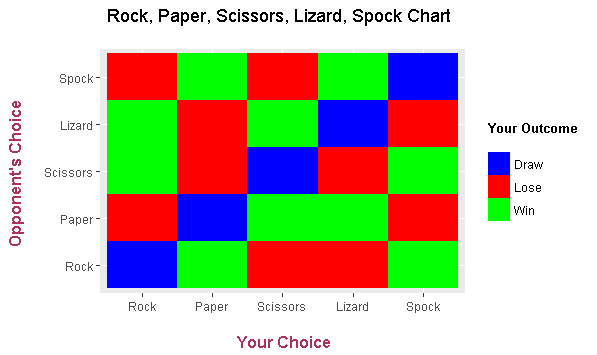 Rock, Paper, Scissors, Lizard, Spock Chart
Opponent's Choice
Spock
Lizard
Scissors
Paper
Rock
Rock Paper Scissors Lizard Spock
Your Choice
Your Outcome
Draw
Lose
Win